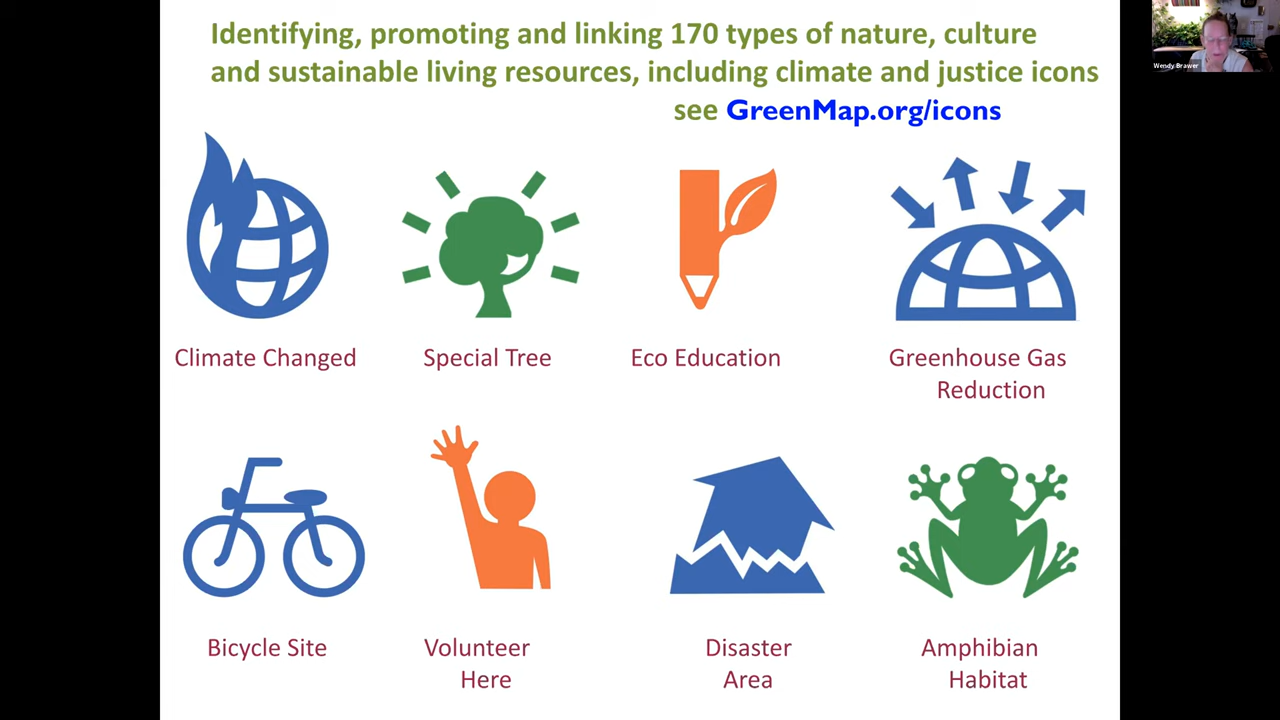 Identifying, promoting and linking 170 types of nature, culture
and sustainable living resources, including climate and justice icons
see GreenMap.org/icons
Wendy Brawer
Climate Changed
Special Tree
Eco Education
Greenhouse Gas
Reduction
Bicycle Site
Volunteer
Here
Disaster
Area
Amphibian
Habitat